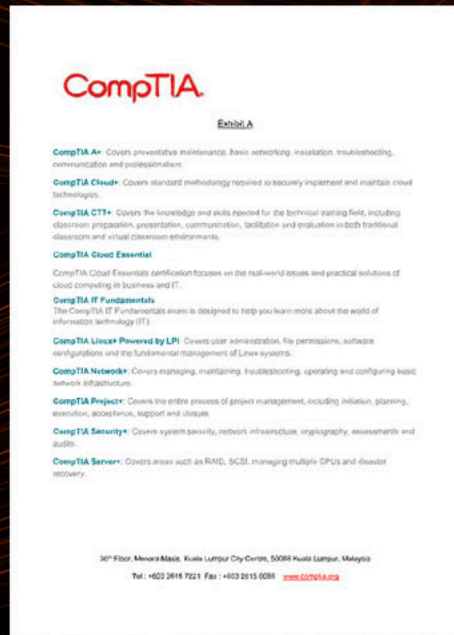 CompTIA.
Exhibit A
CompTIA A+: Covers preventative maintenance, basic networking, installation, troubleshooting,
communication and professionalism.
CompTIA Cloud+: Covers standard methodology required to securely implement and maintain cloud
technologies.
CompTIA CTT+: Covers the knowledge and skills needed for the technical training field, including
classroom preparation, presentation, communication, facilitation and evaluation in both traditional
classroom and virtual classroom environments.
CompTIA Cloud Essential
CompTIA Cloud Essentials certification focuses on the real-world issues and practical solutions of
cloud computing in business and IT.
CompTIA IT Fundamentals
The CompTIA IT Fundamentals exam is designed to help you learn more about the world of
information technology (IT).
CompTIA Linux+ Powered by LPI: Covers user administration, file permissions, software
configurations and the fundamental management of Linux systems.
CompTIA Network+: Covers managing, maintaining, troubleshooting, operating and configuring basic
network infrastructure.
CompTIA Project+: Covers the entire process of project management, including initiation, planning,
execution, acceptance, support and closure.
CompTIA Security+: Covers system security, network infrastructure, cryptography, assessments and
audits.
CompTIA Server+: Covers areas such as RAID, SCSI, managing multiple CPUs and disaster
recovery.
36th Floor, Menara Maxis, Kuala Lumpur City Centre, 50088 Kuala Lumpur, Malaysia
Tel : +603 2615 7221 Fax : +603 2615 0088 www.comptia.org